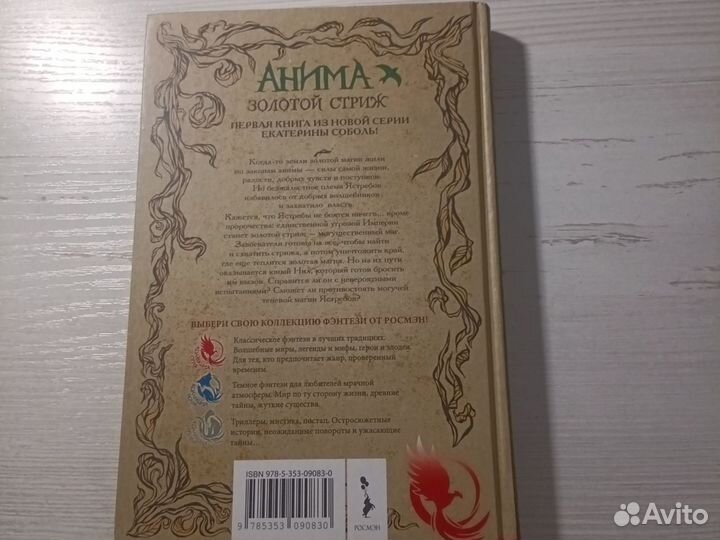 АНИМА
ЗОЛОТОЙ СТРИЖ
ПЕРВАЯ КНИГА ИЗ НОВОЙ СЕРИИ
ЕКАТЕРИНЫ СОБОЛЬ!
Когда-то земли золотой магии жили
по законам анимы — силы самой жизни,
радости, добрых чувств и поступков.
Но безжалостное племя Ястребов
избавилось от добрых волшебников
и захватило власть.
Кажется, что Ястребы не боятся ничего... кроме
пророчества: единственной угрозой Империи
станет золотой стриж — могущественный маг.
Завоеватели готовы на все, чтобы найти
и схватить стрижа, а потом уничтожить край,
где еще теплится золотая магия. Но на их пути
оказывается юный Ник, который готов бросить
им вызов. Справится ли он с невероятными
испытаниями? Сможет ли противостоять могучей
теневой магии Ястребов?
ВЫБЕРИ СВОЮ КОЛЛЕКЦИЮ ФЭНТЕЗИ ОТ РОСМЭН!
Классическое фэнтези в лучших традициях.
Волшебные миры, легенды и мифы, герои и злодеи.
Для тех, кто предпочитает жанр, проверенный
временем.
Темное фэнтези для любителей мрачной
атмосферы. Мир по ту сторону жизни, древние
тайны, жуткие существа.
Триллеры, мистика, постап. Остросюжетные
истории, неожиданные повороты и ужасающие
тайны...
ISBN 978-5-353-09083-0
9 785353 090830
РОСМЭН
Avito